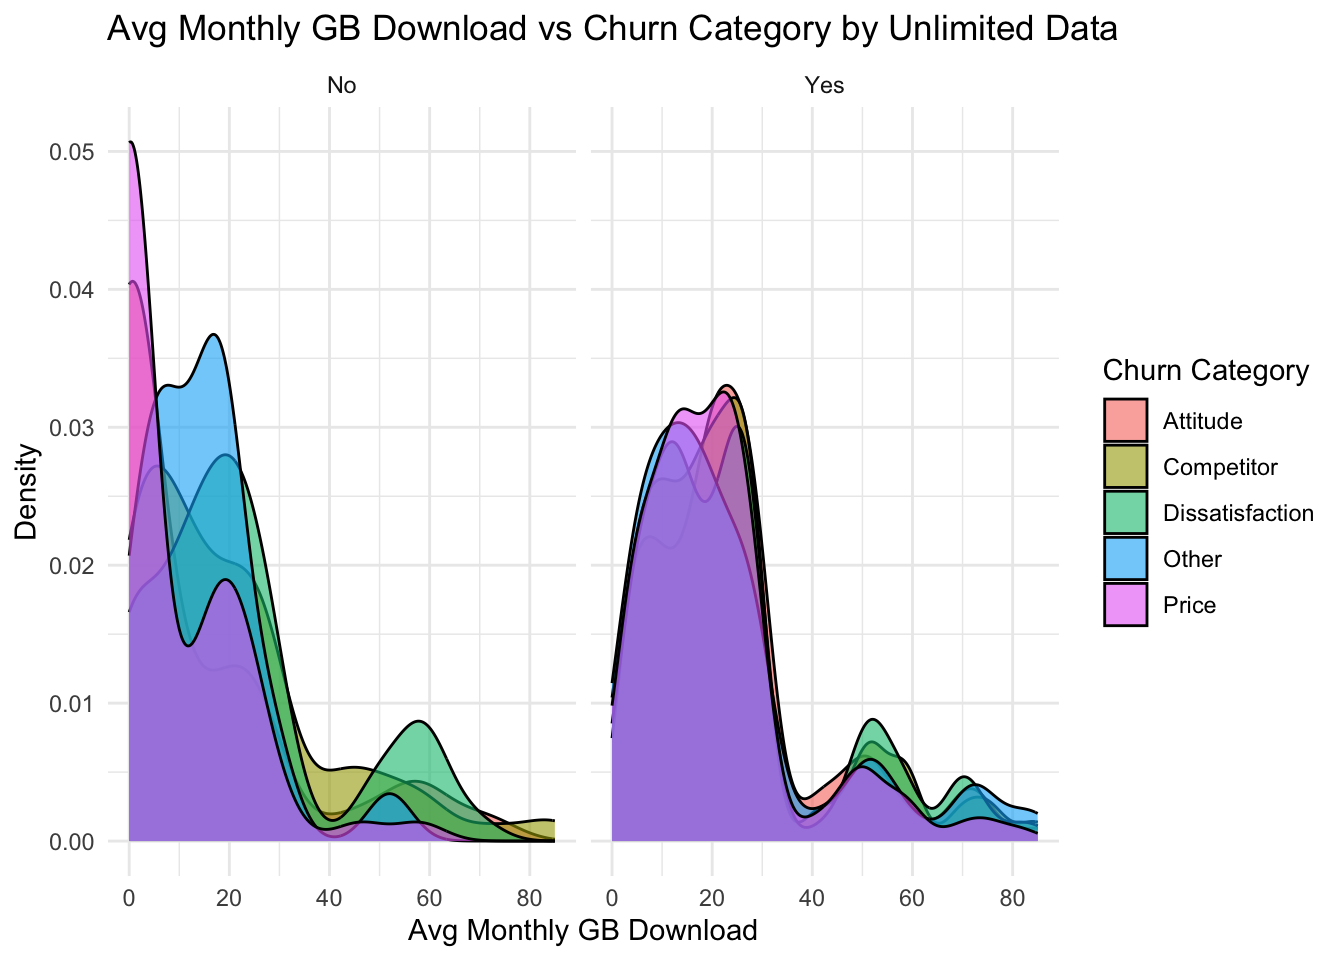 Avg Monthly GB Download vs Churn Category by Unlimited Data
No
Yes
0.05
0.04
0.03
0.02
0.01
0.00
Density
0 20 40 60 80
0 20 40 60 80
Avg Monthly GB Download
Churn Category
Attitude
Competitor
Dissatisfaction
Other
Price